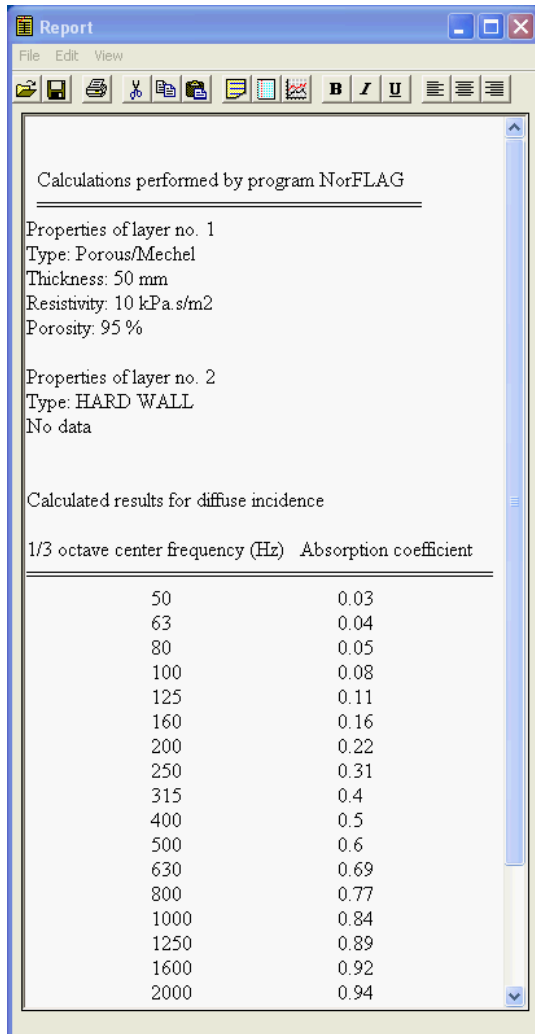 Report
File Edit View
B I U
Calculations performed by program NorFLAG
Properties of layer no. 1
Type: Porous/Mechel
Thickness: 50 mm
Resistivity: 10 kPa.s/m2
Porosity: 95 %
Properties of layer no. 2
Type: HARD WALL
No data
Calculated results for diffuse incidence
1/3 octave center frequency (Hz) Absorption coefficient
50 0.03
63 0.04
80 0.05
100 0.08
125 0.11
160 0.16
200 0.22
250 0.31
315 0.4
400 0.5
500 0.6
630 0.69
800 0.77
1000 0.84
1250 0.89
1600 0.92
2000 0.94